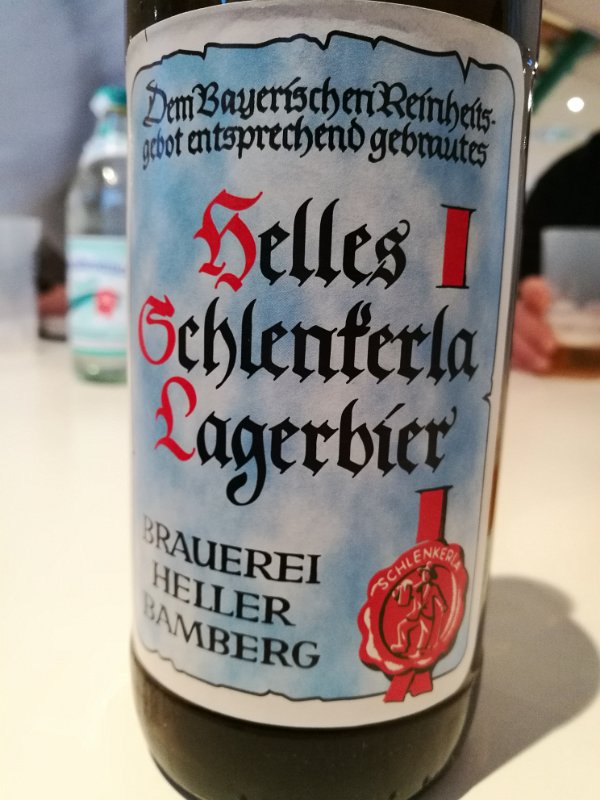 Dem Bayerischen Reinheits-
gebot entsprechend gebrautes
Helles
Schlenkerla
Lagerbier
BRAUEREI
HELLER
BAMBERG
SCHLENKERLA